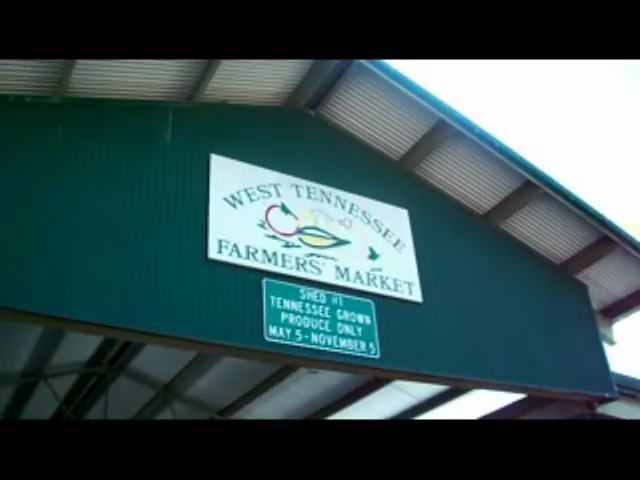 WEST TENNESSEE
FARMERS' MARKET
SHED #1
TENNESSEE GROWN
PRODUCE ONLY
MAY 5-NOVEMBER 5